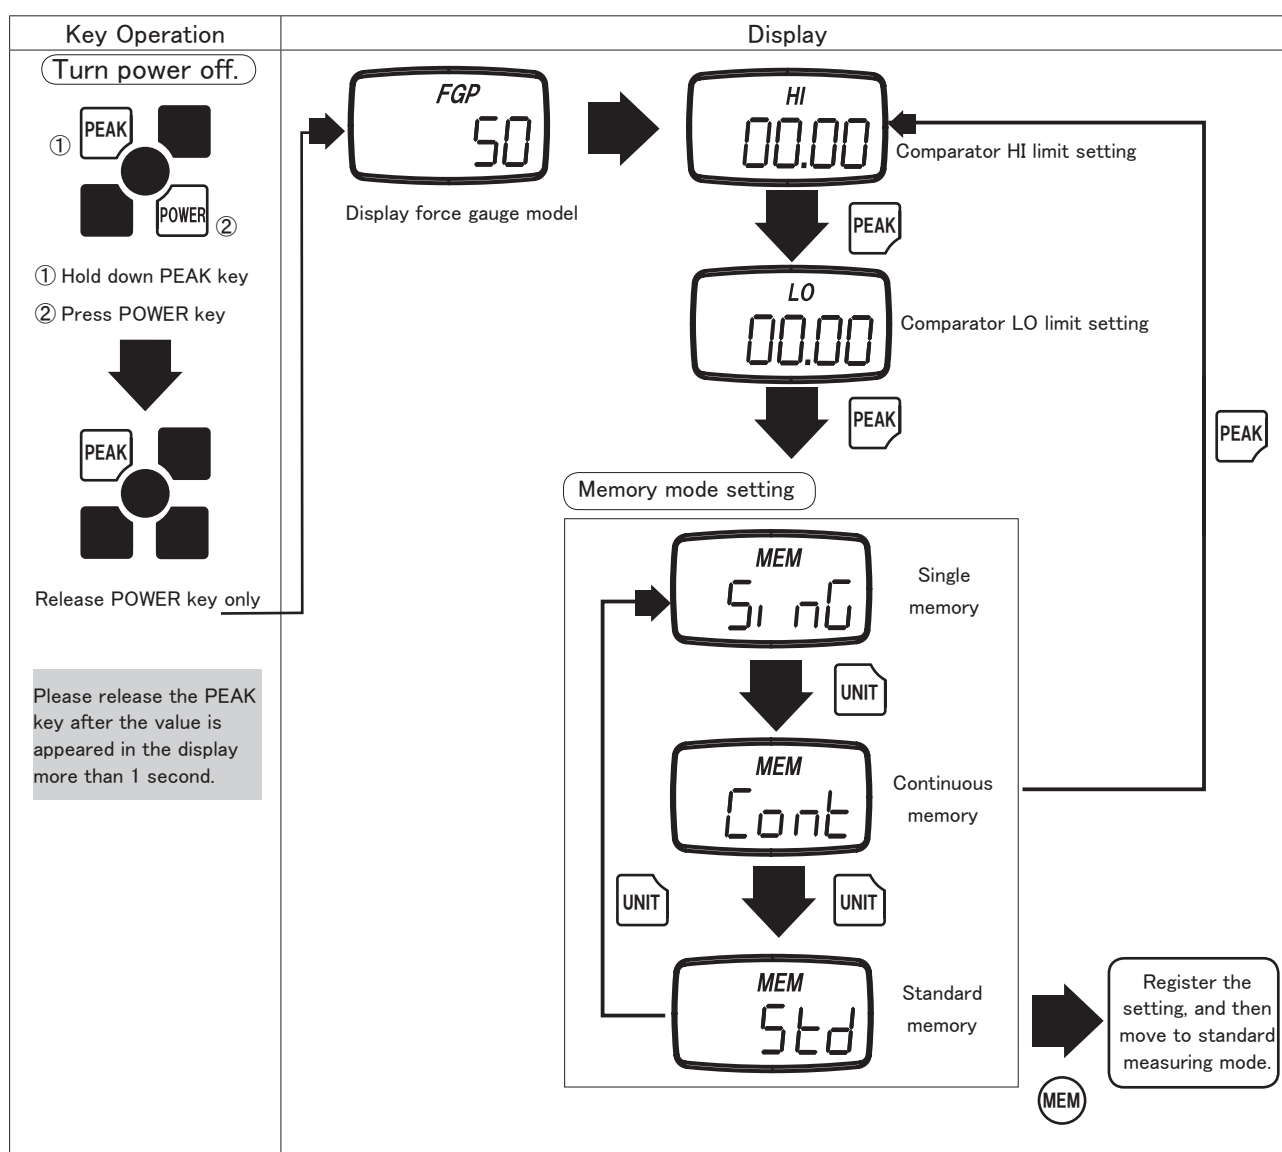 Key Operation
Display
Turn power off.
① PEAK
POWER ②
① Hold down PEAK key
② Press POWER key
PEAK
Release POWER key only
Please release the PEAK
key after the value is
appeared in the display
more than 1 second.
FGP
50
Display force gauge model
HI
00.00
Comparator HI limit setting
PEAK
LO
00.00
Comparator LO limit setting
PEAK
PEAK
Memory mode setting
MEM
SinG
Single
memory
UNIT
MEM
Cont
Continuous
memory
UNIT
UNIT
MEM
Std
Standard
memory
Register the
setting, and then
move to standard
measuring mode.
MEM